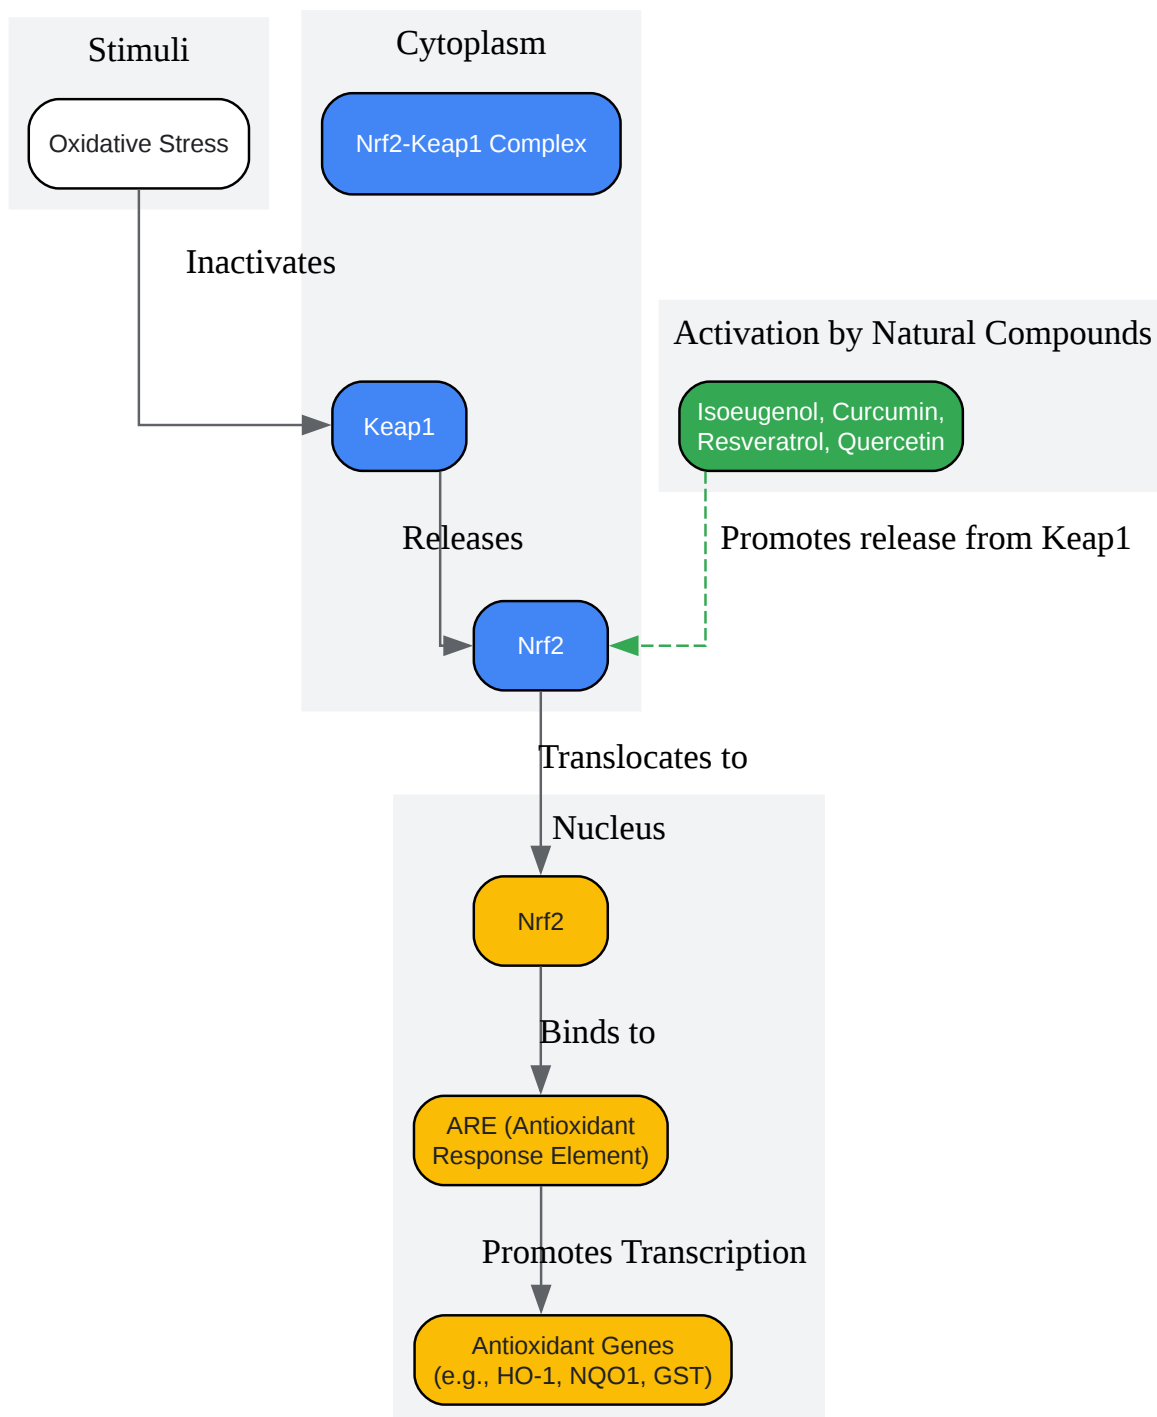 Stimuli
Cytoplasm
Oxidative Stress
Nrf2-Keap1 Complex
Inactivates
Activation by Natural Compounds
Keap1
Isoeugenol, Curcumin,
Resveratrol, Quercetin
Releases
Promotes release from Keap1
Nrf2
Translocates to
Nucleus
Nrf2
Binds to
ARE (Antioxidant
Response Element)
Promotes Transcription
Antioxidant Genes
(e.g., HO-1, NQO1, GST)